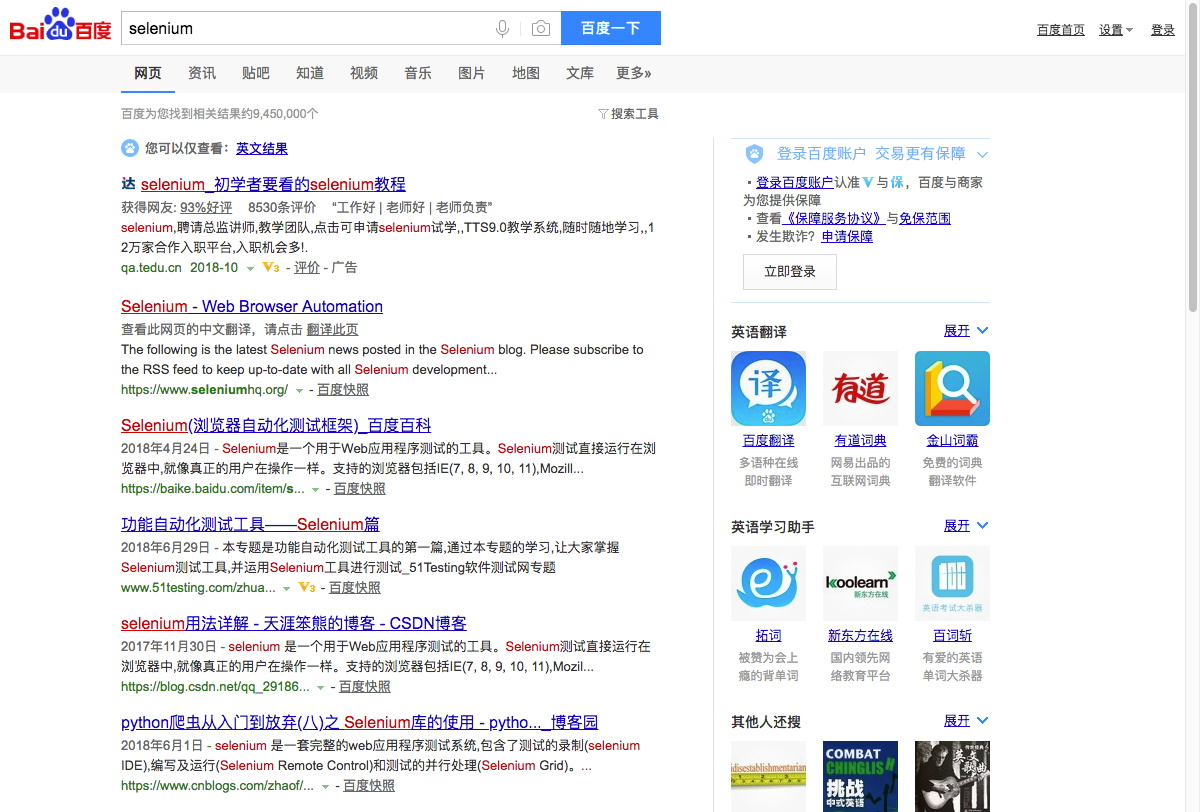 Bai du 百度
selenium
百度一下
百度首页 设置 登录
网页 资讯 贴吧 知道 视频 音乐 图片 地图 文库 更多»
百度为您找到相关结果约9,450,000个
搜索工具
您可以仅查看：英文结果
达 selenium_初学者要看的selenium教程
获得网友: 93%好评 8530条评价 “工作好 | 老师好 | 老师负责”
selenium,聘请总监讲师,教学团队,点击可申请selenium试学,,TTS9.0教学系统,随时随地学习,,1
2万家合作入职平台,入职机会多!.
qa.tedu.cn 2018-10 V3 - 评价 - 广告
Selenium - Web Browser Automation
查看此网页的中文翻译，请点击 翻译此页
The following is the latest Selenium news posted in the Selenium blog. Please subscribe to
the RSS feed to keep up-to-date with all Selenium development...
https://www.seleniumhq.org/ - 百度快照
Selenium(浏览器自动化测试框架)_百度百科
2018年4月24日 - Selenium是一个用于Web应用程序测试的工具。Selenium测试直接运行在浏
览器中,就像真正的用户在操作一样。支持的浏览器包括IE(7, 8, 9, 10, 11),Mozill...
https://baike.baidu.com/item/s... - 百度快照
功能自动化测试工具——Selenium篇
2018年6月29日 - 本专题是功能自动化测试工具的第一篇,通过本专题的学习,让大家掌握
Selenium测试工具,并运用Selenium工具进行测试_51Testing软件测试网专题
www.51testing.com/zhua... V3 - 百度快照
selenium用法详解 - 天涯笨熊的博客 - CSDN博客
2017年11月30日 - selenium 是一个用于Web应用程序测试的工具。Selenium测试直接运行在
浏览器中,就像真正的用户在操作一样。支持的浏览器包括IE(7, 8, 9, 10, 11),Mozil...
https://blog.csdn.net/qq_29186... - 百度快照
python爬虫从入门到放弃(八)之 Selenium库的使用 - pytho..._博客园
2018年6月1日 - selenium 是一套完整的web应用程序测试系统,包含了测试的录制(selenium
IDE),编写及运行(Selenium Remote Control)和测试的并行处理(Selenium Grid)。...
https://www.cnblogs.com/zhaof/... - 百度快照
登录百度账户 交易更有保障
· 登录百度账户认准V与保，百度与商家
为您提供保障
· 查看《保障服务协议》与免保范围
· 发生欺诈？申请保障
立即登录
英语翻译 展开
译 有道
百度翻译 有道词典 金山词霸
多语种在线 网易出品的 免费的词典
即时翻译 互联网词典 翻译软件
英语学习助手 展开
koolearn
新东方在线
英语考试大杀器
拓词 新东方在线 百词斩
被赞为会上 国内领先网 有爱的英语
瘾的背单词 络教育平台 单词大杀器
其他人还搜 展开
idisestablishmentarian
COMBAT
CHINGLISH
挑战
中式英语
英文
歌曲